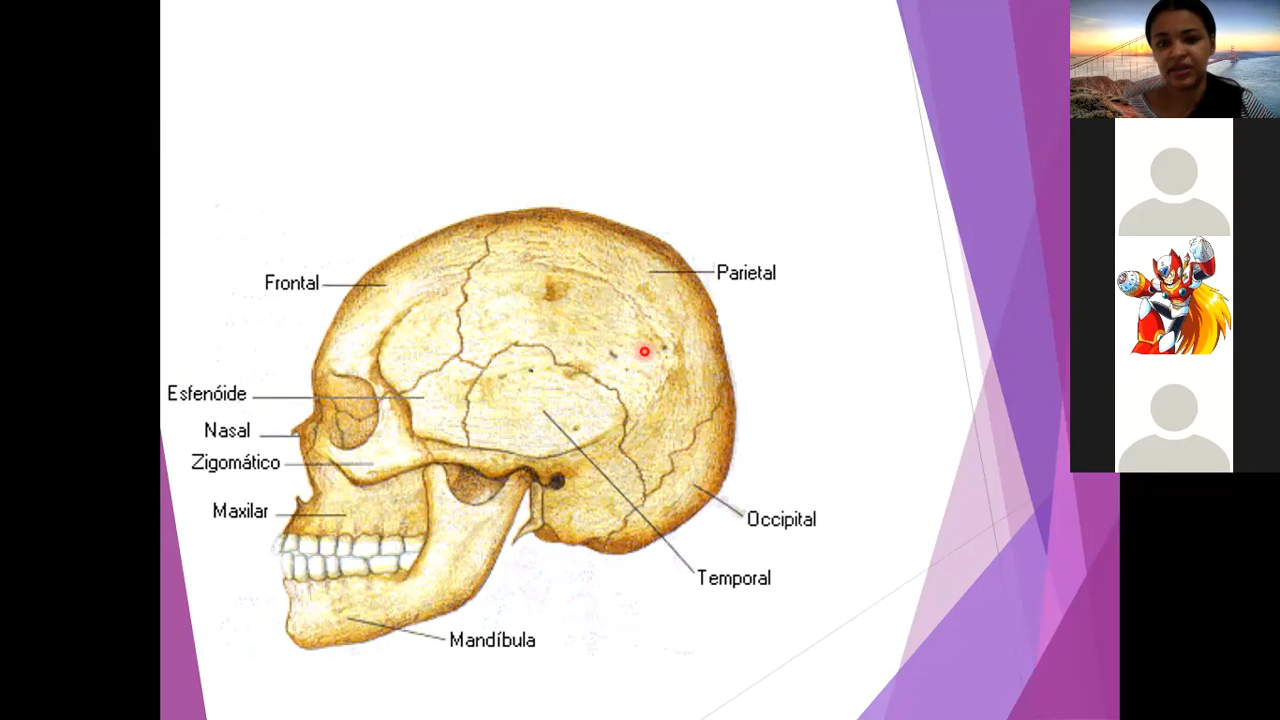 Frontal
Parietal
Esfenóide
Nasal
Zigomático
Maxilar
Occipital
Temporal
Mandíbula